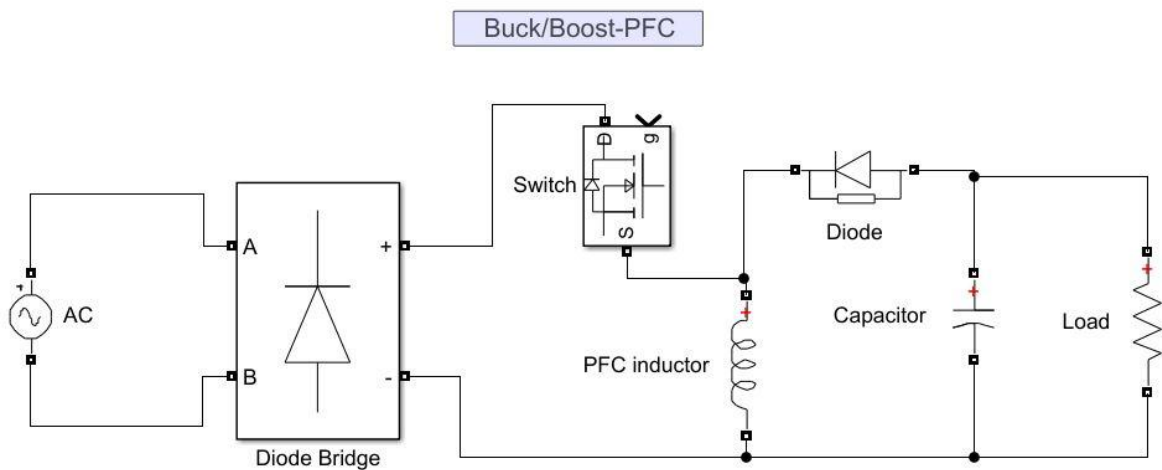 Buck/Boost-PFC
D
g
Switch
S
Diode
A
+
AC
B
-
Diode Bridge
PFC inductor
+
Capacitor
+
Load
+